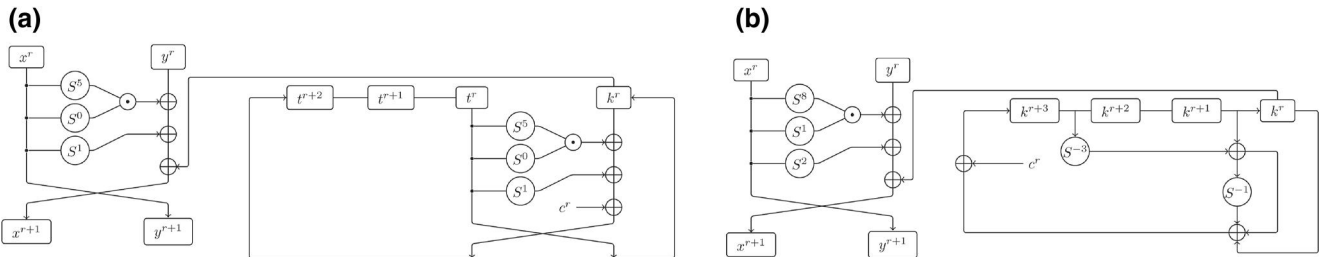 (a)
x^r y^r
S^5
S^0
S^1
x^{r+1} y^{r+1}
t^{r+2} t^{r+1} t^r k^r
S^5
S^0
S^1
c^r
(b)
x^r y^r
S^8
S^1
S^2
x^{r+1} y^{r+1}
k^{r+3} k^{r+2} k^{r+1} k^r
S^{-3}
c^r
S^{-1}